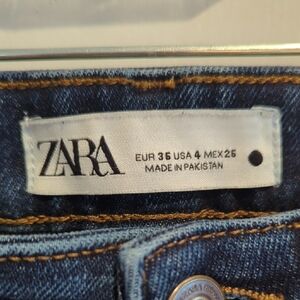 ZARA
EUR 36 USA 4 MEX 26
MADE IN PAKISTAN